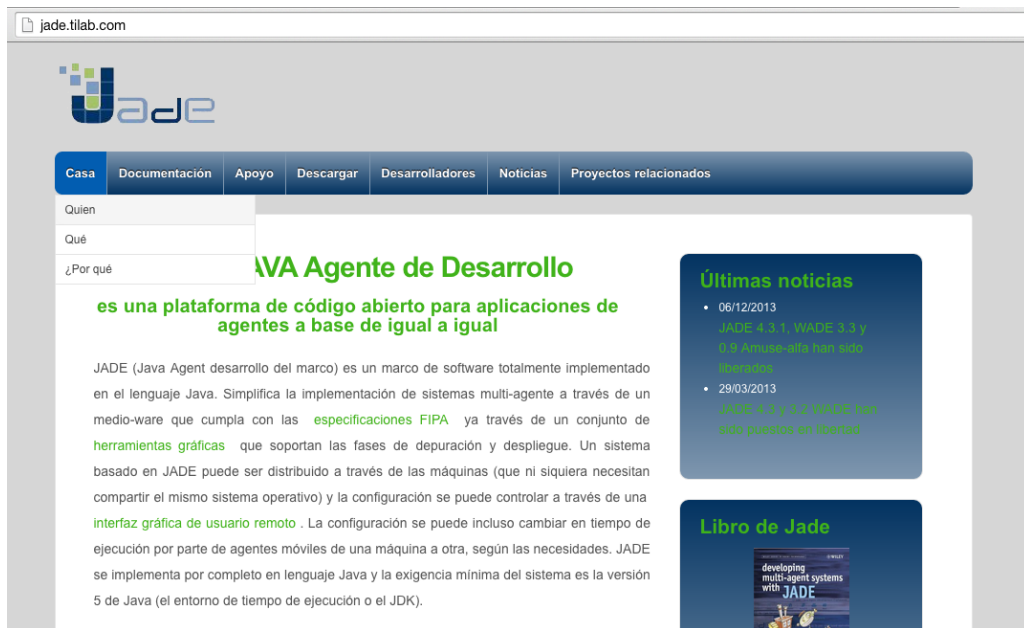 jade.tilab.com
Jade
Casa
Documentación
Apoyo
Descargar
Desarrolladores
Noticias
Proyectos relacionados
Quien
Qué
¿Por qué
AVA Agente de Desarrollo
es una plataforma de código abierto para aplicaciones de
agentes a base de igual a igual
JADE (Java Agent desarrollo del marco) es un marco de software totalmente implementado
en el lenguaje Java. Simplifica la implementación de sistemas multi-agente a través de un
medio-ware que cumpla con las especificaciones FIPA ya través de un conjunto de
herramientas gráficas que soportan las fases de depuración y despliegue. Un sistema
basado en JADE puede ser distribuido a través de las máquinas (que ni siquiera necesitan
compartir el mismo sistema operativo) y la configuración se puede controlar a través de una
interfaz gráfica de usuario remoto . La configuración se puede incluso cambiar en tiempo de
ejecución por parte de agentes móviles de una máquina a otra, según las necesidades. JADE
se implementa por completo en lenguaje Java y la exigencia mínima del sistema es la versión
5 de Java (el entorno de tiempo de ejecución o el JDK).
Últimas noticias
06/12/2013
JADE 4.3.1, WADE 3.3 y
0.9 Amuse-alfa han sido
liberados
29/03/2013
JADE 4.3 y 3.2 WADE han
sido puestos en libertad
Libro de Jade
WILEY
developing
multi-agent systems
with JADE